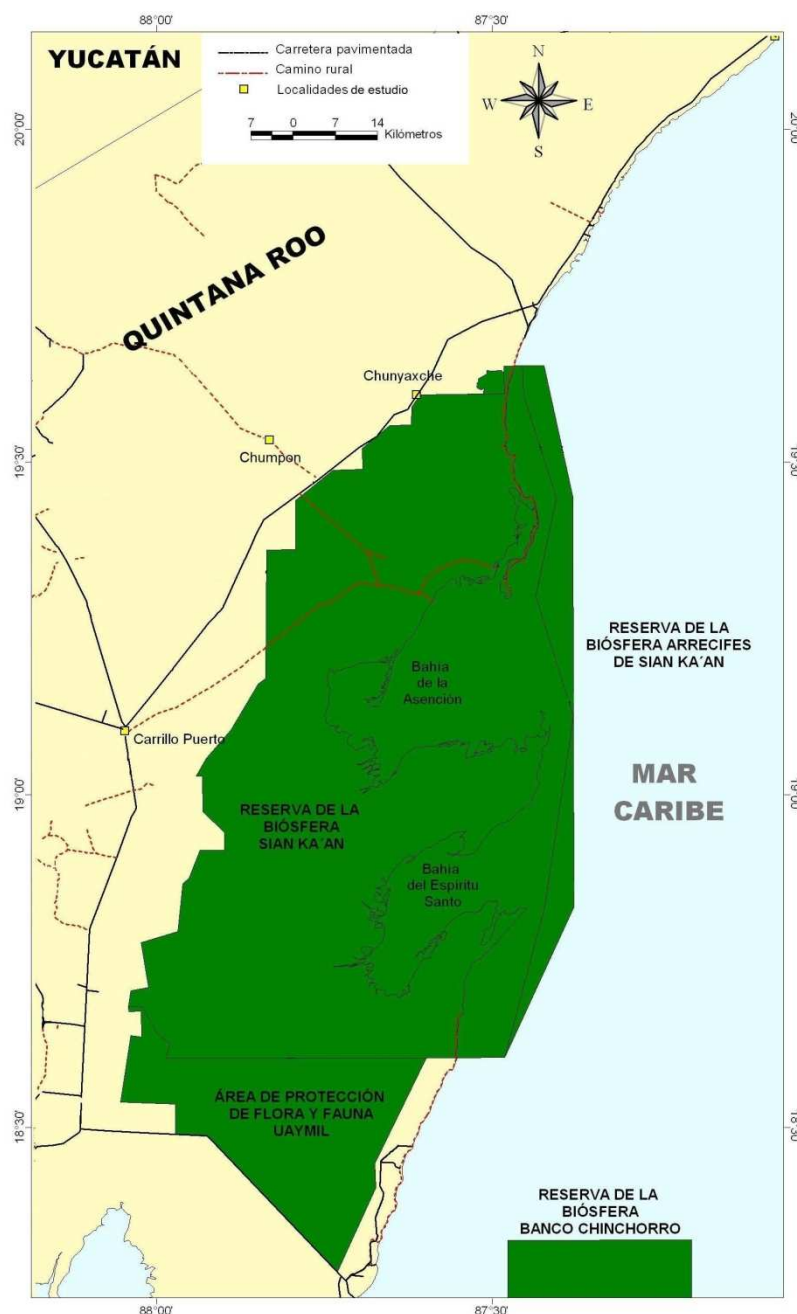 88°00'
87°30'
YUCATÁN
Carretera pavimentada
Camino rural
Localidades de estudio
7 0 7 14
Kilómetros
N
W E
S
20°00'
20°00'
QUINTANA ROO
Chunyaxche
Chumpon
19°30'
19°30'
RESERVA DE LA
BIÓSFERA ARRECIFES
DE SIAN KA´AN
Bahía
de la
Asención
Carrillo Puerto
MAR
CARIBE
19°00'
19°00'
RESERVA DE LA
BIÓSFERA
SIAN KA´AN
Bahía
del Espíritu
Santo
ÁREA DE PROTECCIÓN
DE FLORA Y FAUNA
UAYMIL
18°30'
18°30'
RESERVA DE LA
BIÓSFERA
BANCO CHINCHORRO
88°00'
87°30'